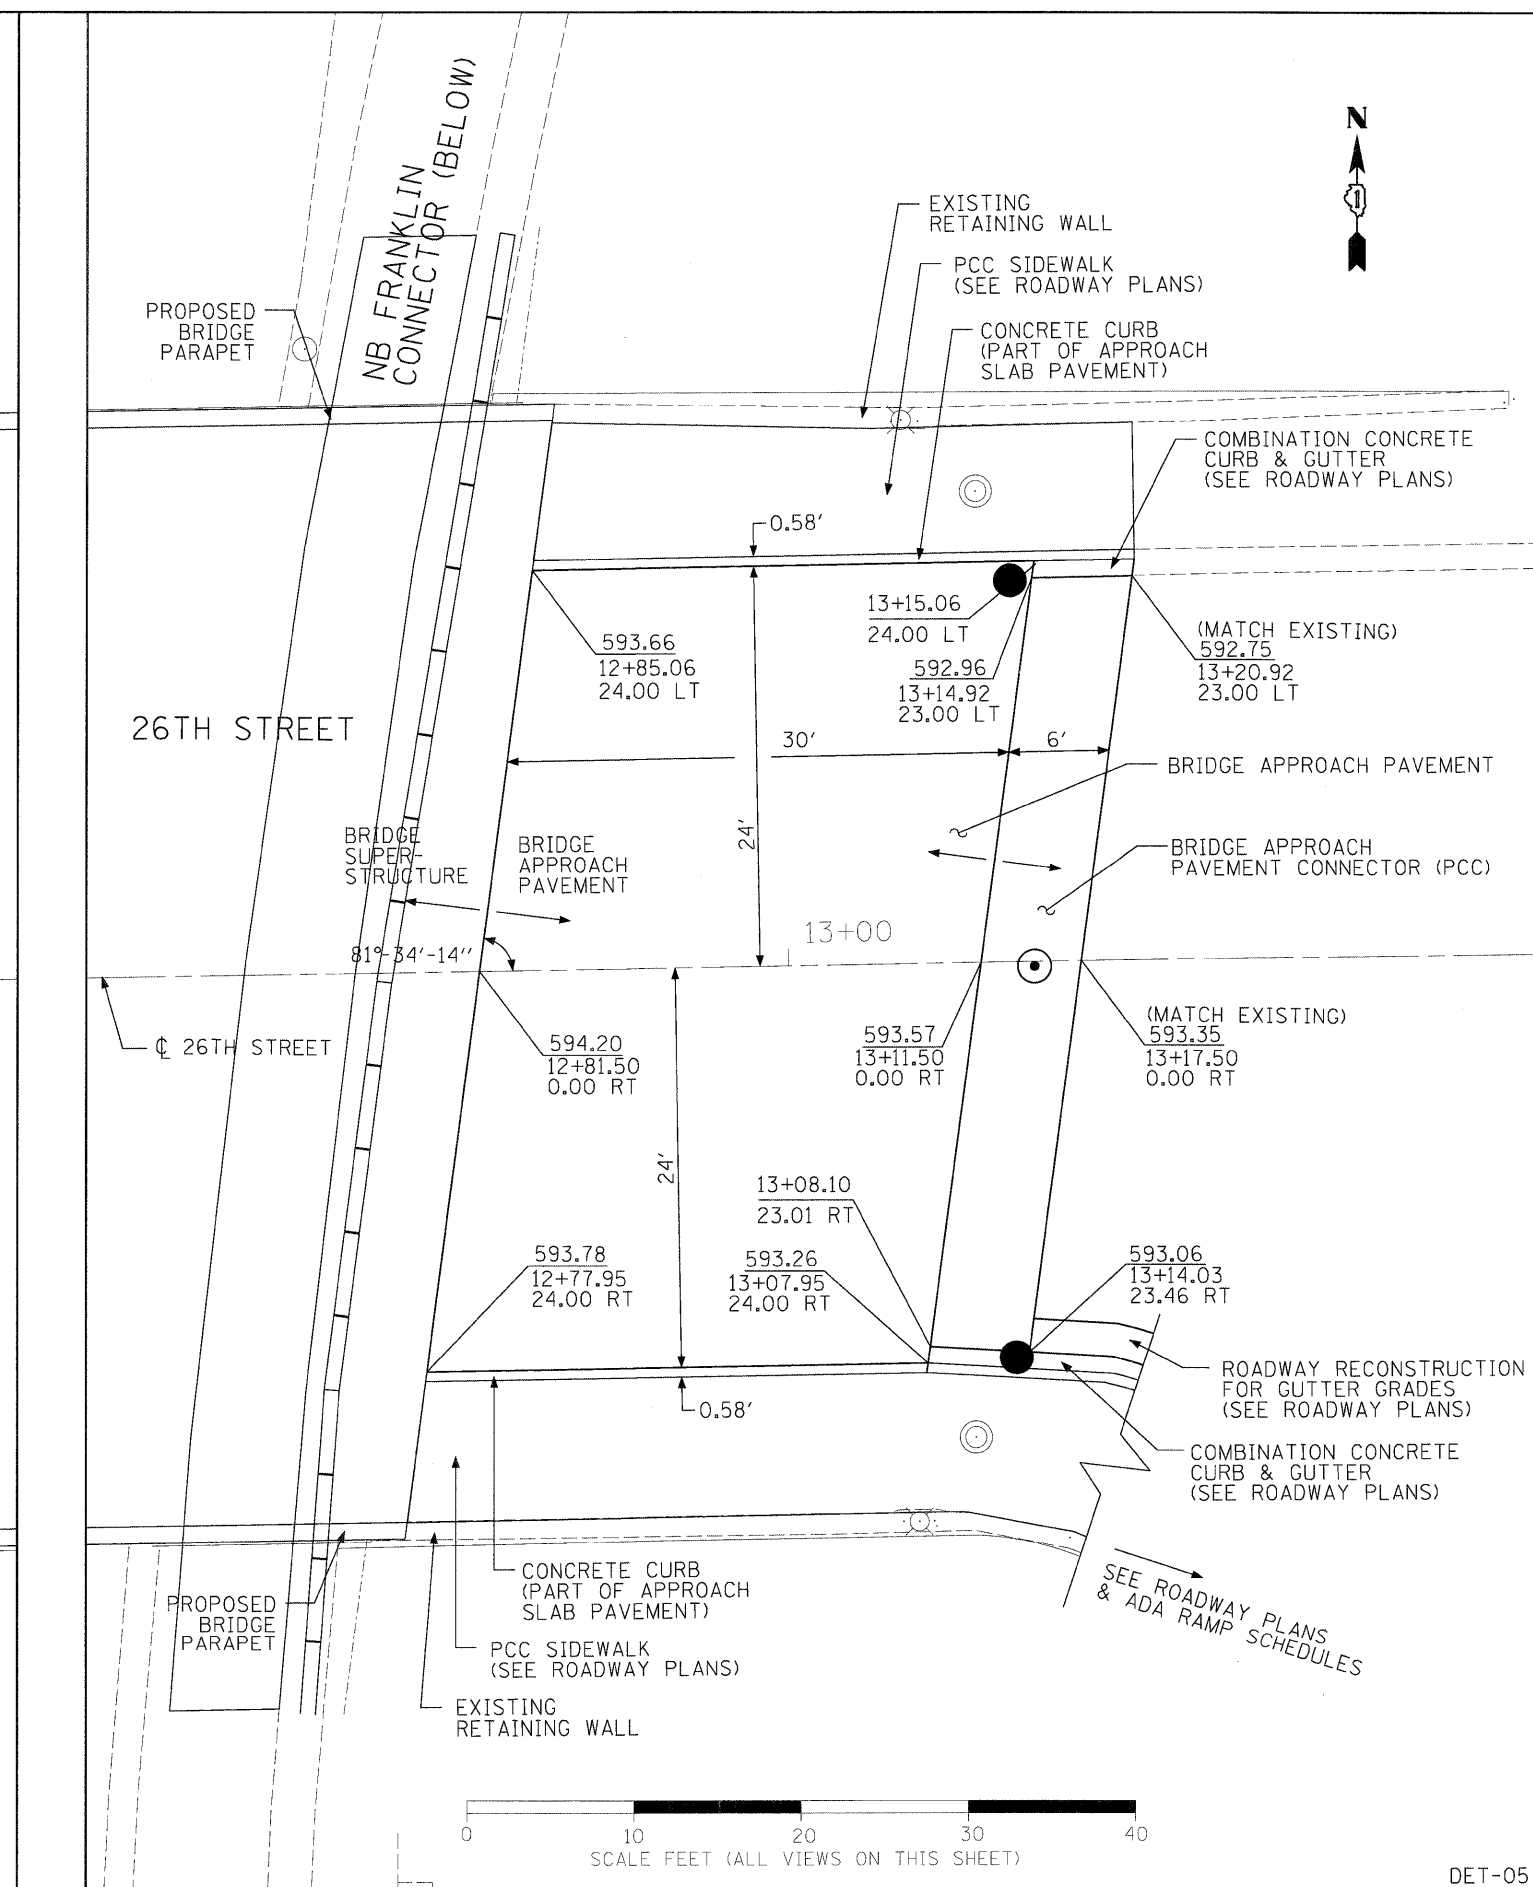 NB FRANKLIN
CONNECTOR (BELOW)
N
EXISTING
RETAINING WALL
PCC SIDEWALK
(SEE ROADWAY PLANS)
PROPOSED
BRIDGE
PARAPET
CONCRETE CURB
(PART OF APPROACH
SLAB PAVEMENT)
COMBINATION CONCRETE
CURB & GUTTER
(SEE ROADWAY PLANS)
0.58'
13+15.06
24.00 LT
593.66
12+85.06
24.00 LT
592.96
13+14.92
23.00 LT
(MATCH EXISTING)
592.75
13+20.92
23.00 LT
26TH STREET
30'
6'
BRIDGE APPROACH PAVEMENT
24'
BRIDGE
SUPER-
STRUCTURE
BRIDGE
APPROACH
PAVEMENT
BRIDGE APPROACH
PAVEMENT CONNECTOR (PCC)
13+00
81°-34'-14''
℄ 26TH STREET
594.20
12+81.50
0.00 RT
593.57
13+11.50
0.00 RT
(MATCH EXISTING)
593.35
13+17.50
0.00 RT
24'
13+08.10
23.01 RT
593.78
12+77.95
24.00 RT
593.26
13+07.95
24.00 RT
593.06
13+14.03
23.46 RT
ROADWAY RECONSTRUCTION
FOR GUTTER GRADES
(SEE ROADWAY PLANS)
0.58'
COMBINATION CONCRETE
CURB & GUTTER
(SEE ROADWAY PLANS)
CONCRETE CURB
(PART OF APPROACH
SLAB PAVEMENT)
SEE ROADWAY PLANS
& ADA RAMP SCHEDULES
PROPOSED
BRIDGE
PARAPET
PCC SIDEWALK
(SEE ROADWAY PLANS)
EXISTING
RETAINING WALL
0 10 20 30 40
SCALE FEET (ALL VIEWS ON THIS SHEET)
DET-05